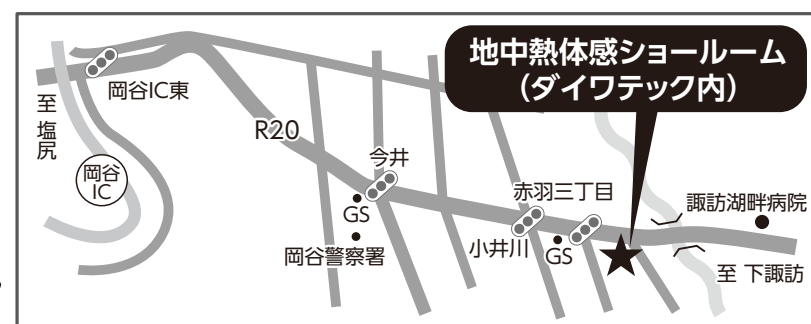 地中熱体感ショールーム
(ダイワテック内)
岡谷IC東
至 塩尻
岡谷
IC
R20
今井
GS
岡谷警察署
赤羽三丁目
小井川
GS
諏訪湖畔病院
至 下諏訪